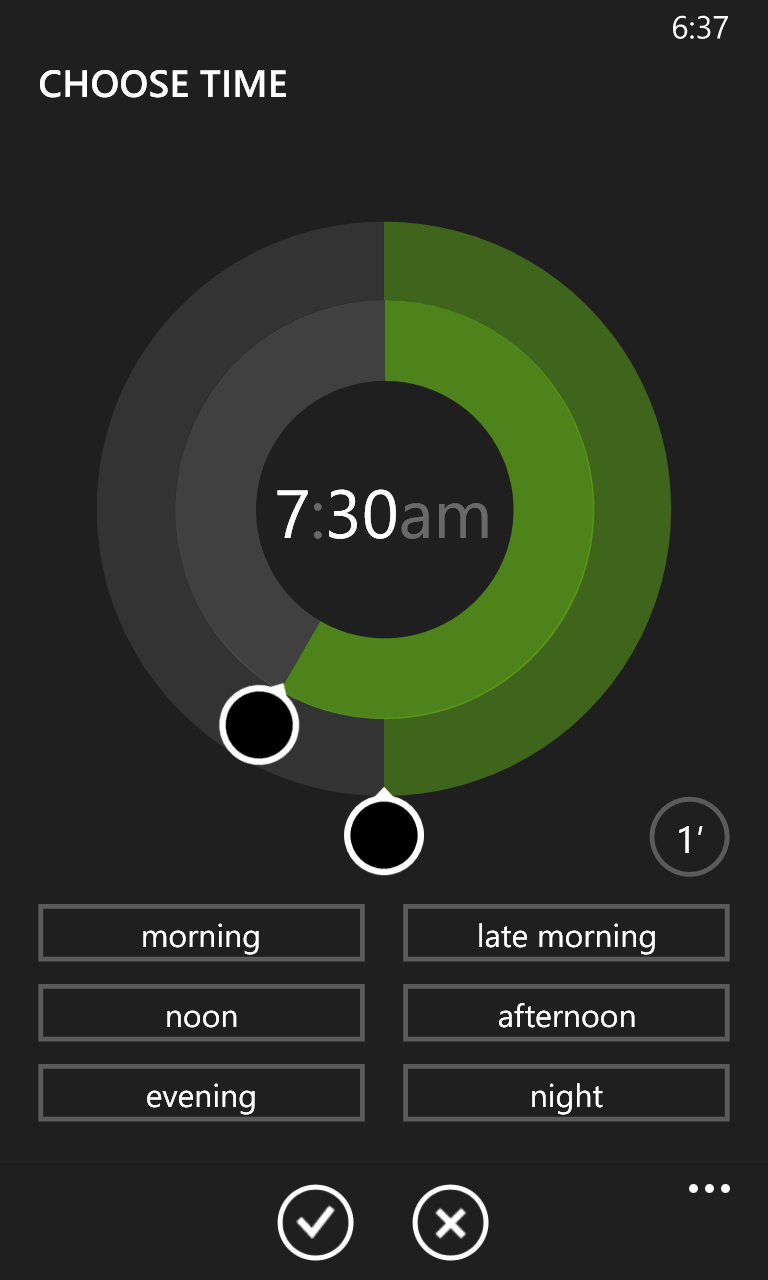 6:37
CHOOSE TIME
7:30am
1′
morning
late morning
noon
afternoon
evening
night